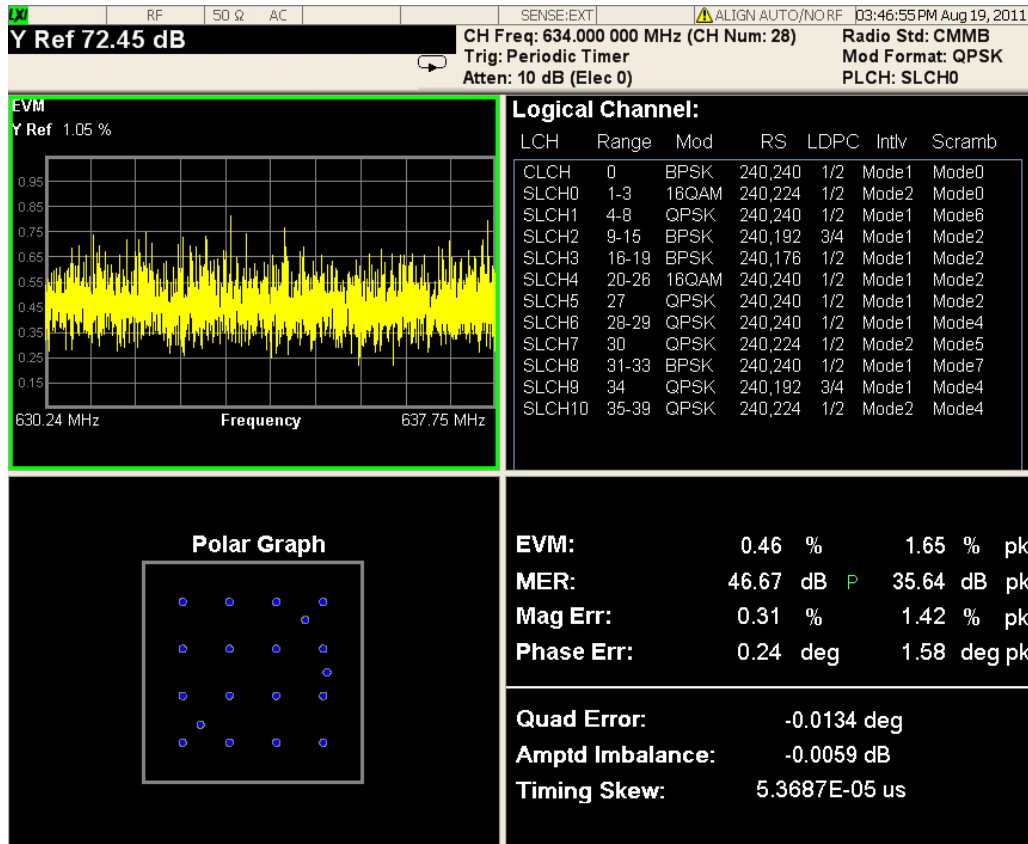 LXI RF 50 Ω AC SENSE:EXT ALIGN AUTO/NO RF 03:46:55 PM Aug 19, 2011
Y Ref 72.45 dB
CH Freq: 634.000 000 MHz (CH Num: 28) Radio Std: CMMB
Trig: Periodic Timer Mod Format: QPSK
Atten: 10 dB (Elec 0) PLCH: SLCH0
EVM
Y Ref 1.05 %
0.95
0.85
0.75
0.65
0.55
0.45
0.35
0.25
0.15
630.24 MHz Frequency 637.75 MHz
Logical Channel:
LCH Range Mod RS LDPC Intlv Scramb
CLCH 0 BPSK 240,240 1/2 Mode1 Mode0
SLCH0 1-3 16QAM 240,224 1/2 Mode2 Mode0
SLCH1 4-8 QPSK 240,240 1/2 Mode1 Mode6
SLCH2 9-15 BPSK 240,192 3/4 Mode1 Mode2
SLCH3 16-19 BPSK 240,176 1/2 Mode1 Mode2
SLCH4 20-26 16QAM 240,240 1/2 Mode1 Mode2
SLCH5 27 QPSK 240,240 1/2 Mode1 Mode2
SLCH6 28-29 QPSK 240,240 1/2 Mode1 Mode4
SLCH7 30 QPSK 240,224 1/2 Mode2 Mode5
SLCH8 31-33 BPSK 240,240 1/2 Mode1 Mode7
SLCH9 34 QPSK 240,192 3/4 Mode1 Mode4
SLCH10 35-39 QPSK 240,224 1/2 Mode2 Mode4
Polar Graph
EVM: 0.46 % 1.65 % pk
MER: 46.67 dB P 35.64 dB pk
Mag Err: 0.31 % 1.42 % pk
Phase Err: 0.24 deg 1.58 deg pk
Quad Error: -0.0134 deg
Amptd Imbalance: -0.0059 dB
Timing Skew: 5.3687E-05 us